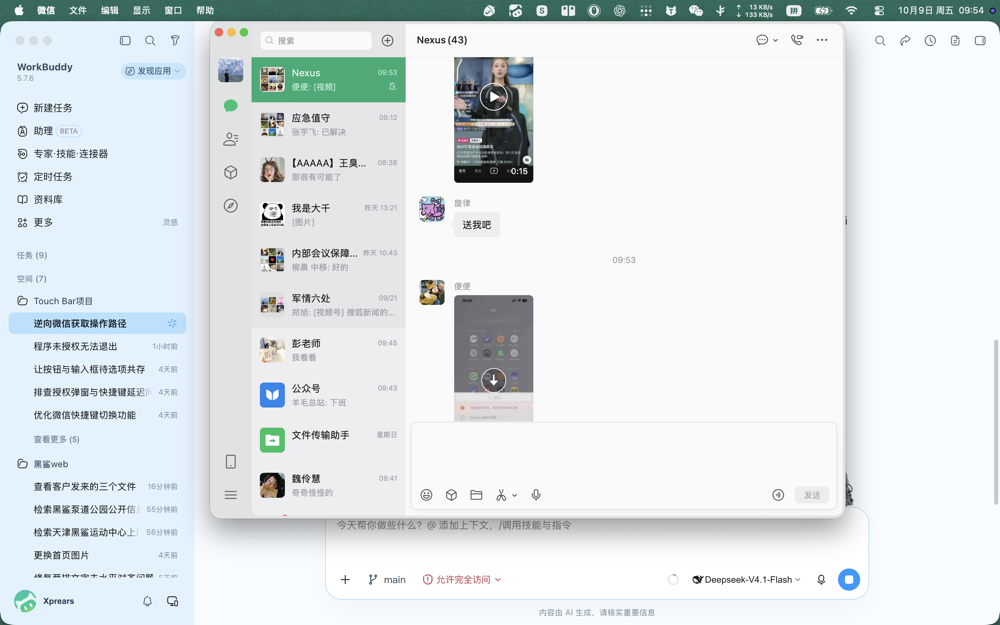 微信 文件 编辑 显示 窗口 帮助
13 KB/s
133 KB/s
拼
10月9日 周五 09:54
WorkBuddy
5.7.6
发现应用
新建任务
助理 BETA
专家·技能·连接器
定时任务
资料库
更多 灵感
任务 (9)
空间 (7)
Touch Bar项目
逆向微信获取操作路径
程序未授权无法退出 1小时前
让按钮与输入框待选项共存 4天前
排查授权弹窗与快捷键延迟 4天前
优化微信快捷键切换功能 4天前
查看更多 (5)
黑鲨web
查看客户发来的三个文件 16分钟前
检索黑鲨泵道公园公开信 55分钟前
检索天津黑鲨运动中心上 56分钟前
更换首页图片 4天前
Xprears
搜索
Nexus 09:53
便便: [视频]
应急值守 09:12
张宇飞: 已解决
【AAAAA】王臭... 08:38
那很有可能了
我是大千 昨天 13:21
[图片]
内部会议保障... 昨天 10:43
柳晨 中移: 好的
军情六处 09/21
郑旭: [视频号] 搜狐新闻的...
彭老师 09:45
我看看
公众号 09:43
羊毛总站: 下班
文件传输助手 星期日
魏伶慧 09:41
奇奇怪怪的
Nexus (43)
0:15
旋律
送我吧
09:53
便便
发送
今天帮你做些什么？@ 添加上下文，/调用技能与指令
main
允许完全访问
Deepseek-V4.1-Flash
内容由 AI 生成，请核实重要信息